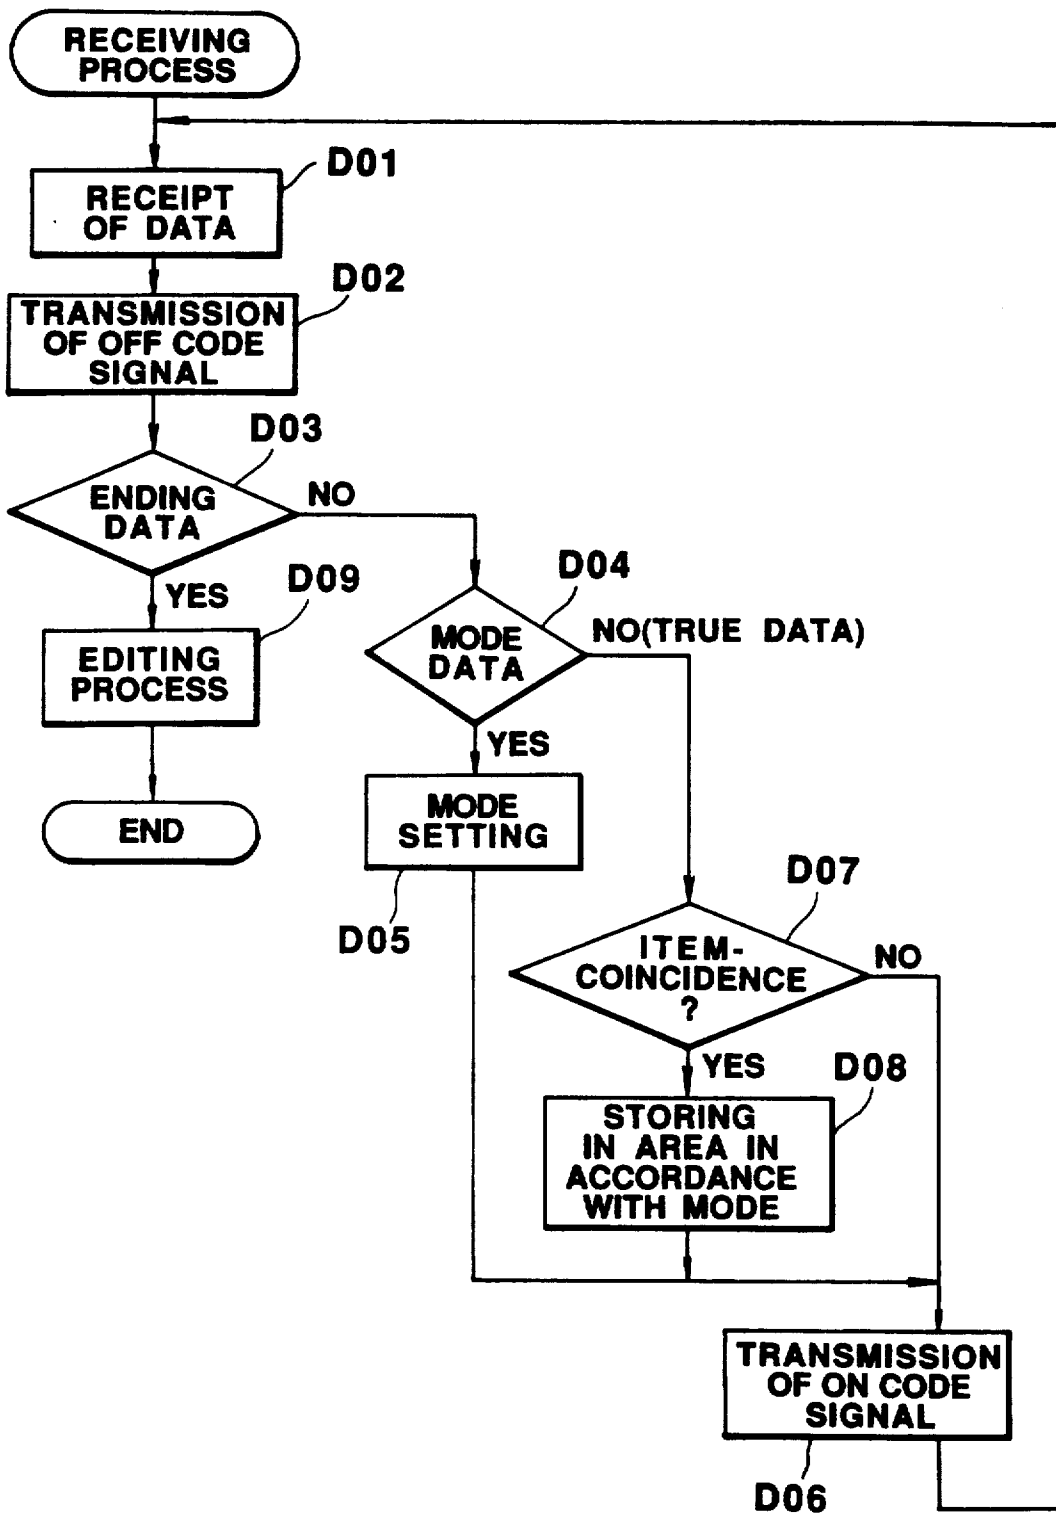 RECEIVING
PROCESS
D01
RECEIPT
OF DATA
D02
TRANSMISSION
OF OFF CODE
SIGNAL
D03
ENDING
DATA
NO
YES
D09
EDITING
PROCESS
END
D04
MODE
DATA
NO(TRUE DATA)
YES
MODE
SETTING
D05
D07
ITEM-
COINCIDENCE
?
NO
YES
D08
STORING
IN AREA IN
ACCORDANCE
WITH MODE
TRANSMISSION
OF ON CODE
SIGNAL
D06